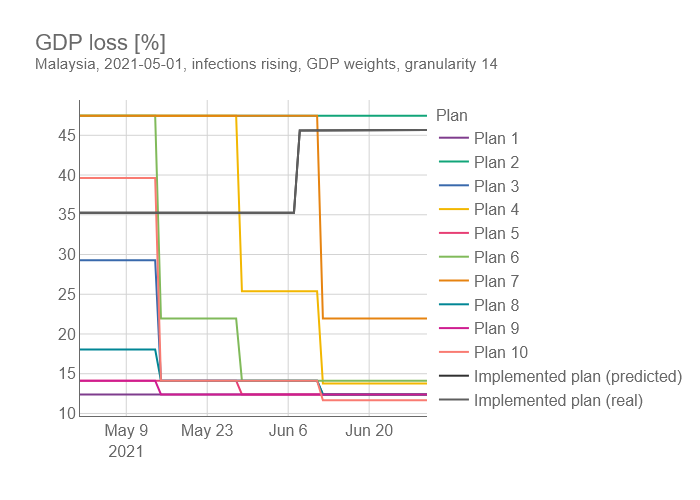 GDP loss [%]
Malaysia, 2021-05-01, infections rising, GDP weights, granularity 14
Plan
45
Plan 1
Plan 2
40
Plan 3
35
Plan 4
Plan 5
30
Plan 6
25
Plan 7
20
Plan 8
Plan 9
15
Plan 10
Implemented plan (predicted)
10
Implemented plan (real)
May 9 May 23 Jun 6 Jun 20
2021